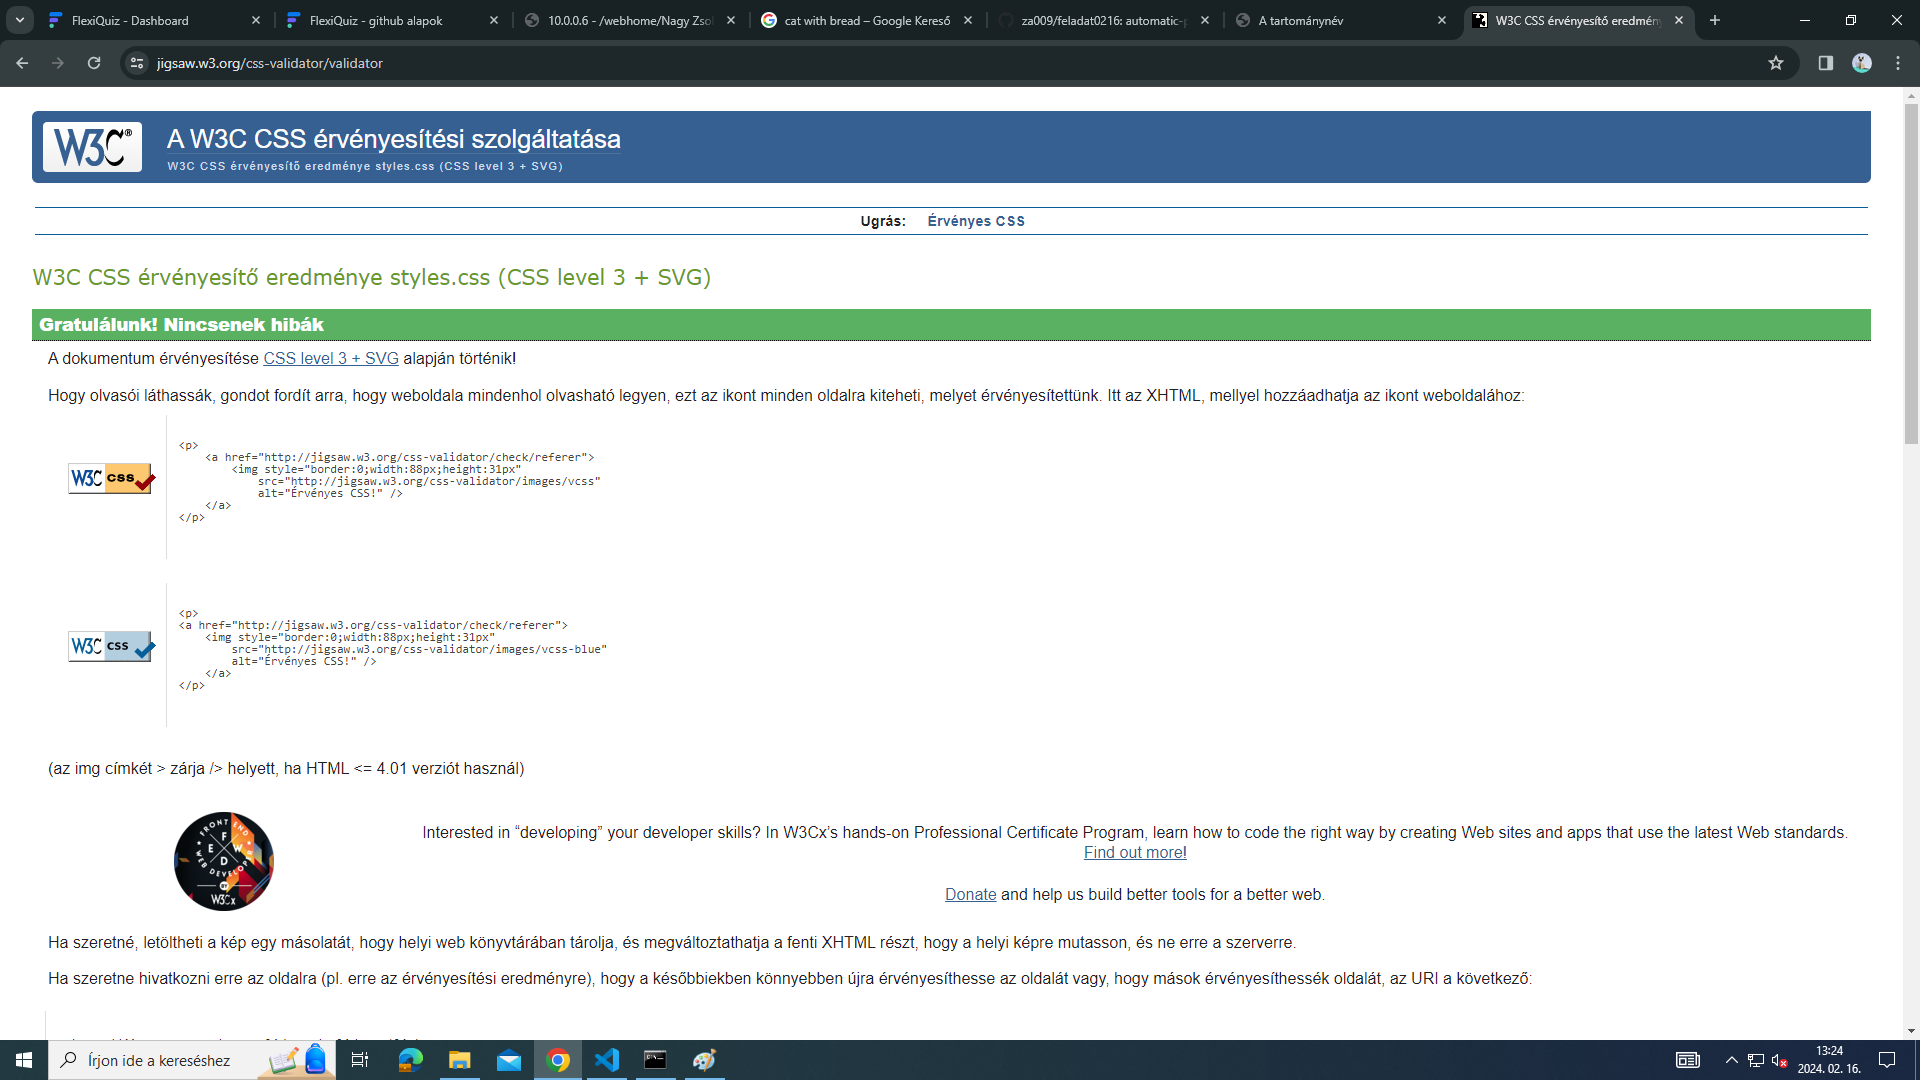 FlexiQuiz - Dashboard
FlexiQuiz - github alapok
10.0.0.6 - /webhome/Nagy Zsol
cat with bread – Google Kereső
za009/feladat0216: automatic-p
A tartománynév
W3C CSS érvényesítő eredmény
jigsaw.w3.org/css-validator/validator
W3C®
A W3C CSS érvényesítési szolgáltatása
W3C CSS érvényesítő eredménye styles.css (CSS level 3 + SVG)
Ugrás: Érvényes CSS
W3C CSS érvényesítő eredménye styles.css (CSS level 3 + SVG)
Gratulálunk! Nincsenek hibák
A dokumentum érvényesítése CSS level 3 + SVG alapján történik!
Hogy olvasói láthassák, gondot fordít arra, hogy weboldala mindenhol olvasható legyen, ezt az ikont minden oldalra kiteheti, melyet érvényesítettünk. Itt az XHTML, mellyel hozzáadhatja az ikont weboldalához:
W3C CSS
<p>
<a href="http://jigsaw.w3.org/css-validator/check/referer">
<img style="border:0;width:88px;height:31px"
src="http://jigsaw.w3.org/css-validator/images/vcss"
alt="Érvényes CSS!" />
</a>
</p>
W3C CSS
<p>
<a href="http://jigsaw.w3.org/css-validator/check/referer">
<img style="border:0;width:88px;height:31px"
src="http://jigsaw.w3.org/css-validator/images/vcss-blue"
alt="Érvényes CSS!" />
</a>
</p>
(az img címkét > zárja /> helyett, ha HTML <= 4.01 verziót használ)
FRONT END
F
E W
D
WEB DEVELOPER
BY
W3Cx
Interested in “developing” your developer skills? In W3Cx’s hands-on Professional Certificate Program, learn how to code the right way by creating Web sites and apps that use the latest Web standards.
Find out more!
Donate and help us build better tools for a better web.
Ha szeretné, letöltheti a kép egy másolatát, hogy helyi web könyvtárában tárolja, és megváltoztathatja a fenti XHTML részt, hogy a helyi képre mutasson, és ne erre a szerverre.
Ha szeretne hivatkozni erre az oldalra (pl. erre az érvényesítési eredményre), hogy a későbbiekben könnyebben újra érvényesíthesse az oldalát vagy, hogy mások érvényesíthessék oldalát, az URI a következő:
Írjon ide a kereséshez
13:24
2024. 02. 16.